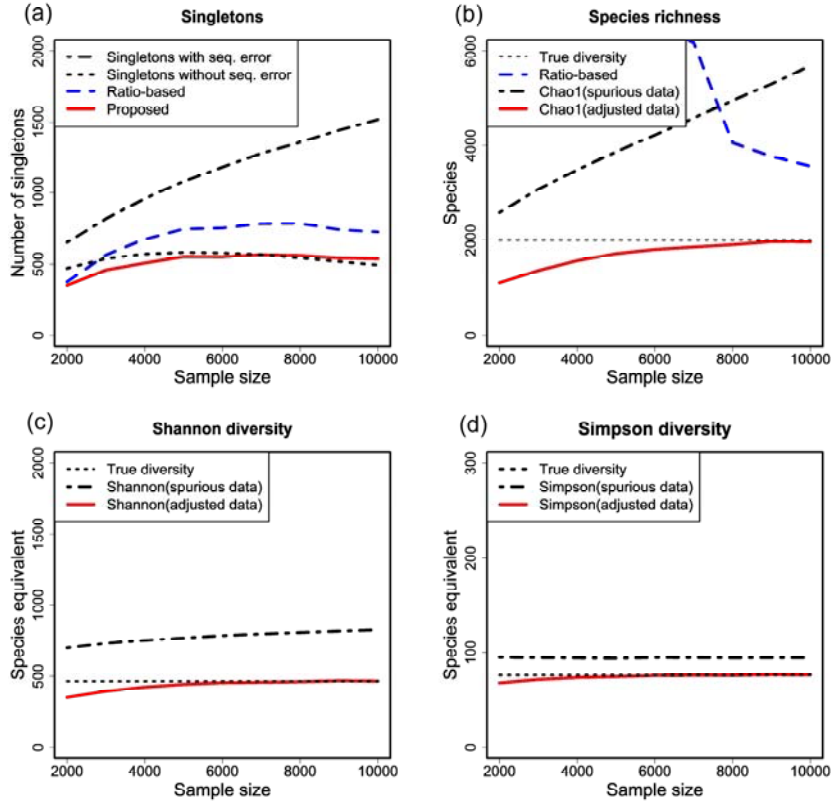 (a)
Singletons
Number of singletons
2000
1500
1000
500
0
Singletons with seq. error
Singletons without seq. error
Ratio-based
Proposed
2000 4000 6000 8000 10000
Sample size
(b)
Species richness
Species
6000
4000
2000
0
True diversity
Ratio-based
Chao1(spurious data)
Chao1(adjusted data)
2000 4000 6000 8000 10000
Sample size
(c)
Shannon diversity
Species equivalent
2000
1500
1000
500
0
True diversity
Shannon(spurious data)
Shannon(adjusted data)
2000 4000 6000 8000 10000
Sample size
(d)
Simpson diversity
Species equivalent
300
200
100
0
True diversity
Simpson(spurious data)
Simpson(adjusted data)
2000 4000 6000 8000 10000
Sample size